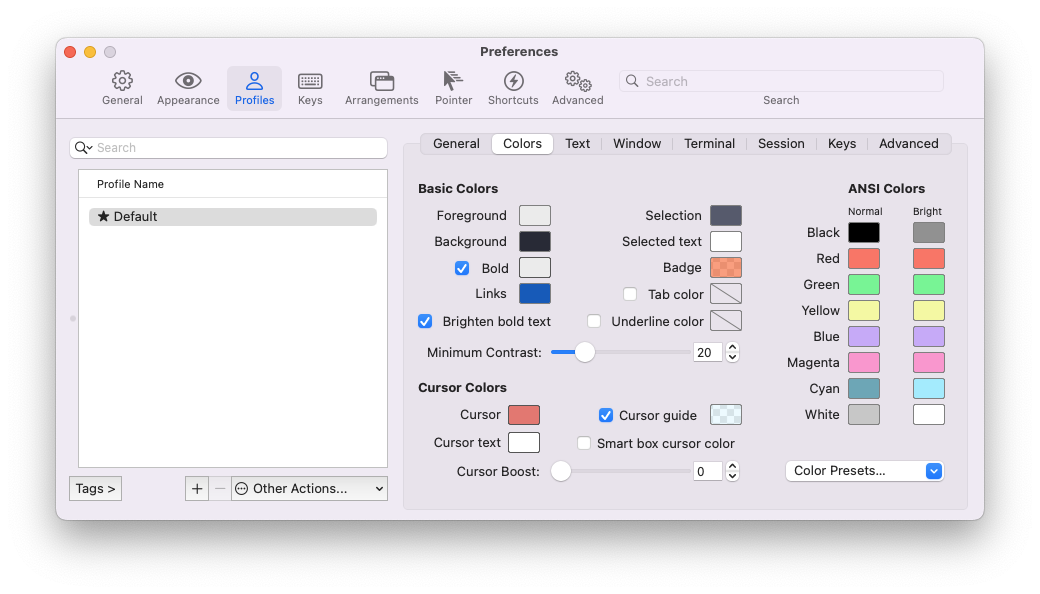 Preferences
General Appearance Profiles Keys Arrangements Pointer Shortcuts Advanced
Search
Search
Search
Profile Name
Default
Tags >
+ − Other Actions...
General Colors Text Window Terminal Session Keys Advanced
Basic Colors
Foreground
Background
Bold
Links
Brighten bold text
Selection
Selected text
Badge
Tab color
Underline color
Minimum Contrast: 20
Cursor Colors
Cursor
Cursor text
Cursor guide
Smart box cursor color
Cursor Boost: 0
ANSI Colors
Normal Bright
Black
Red
Green
Yellow
Blue
Magenta
Cyan
White
Color Presets...